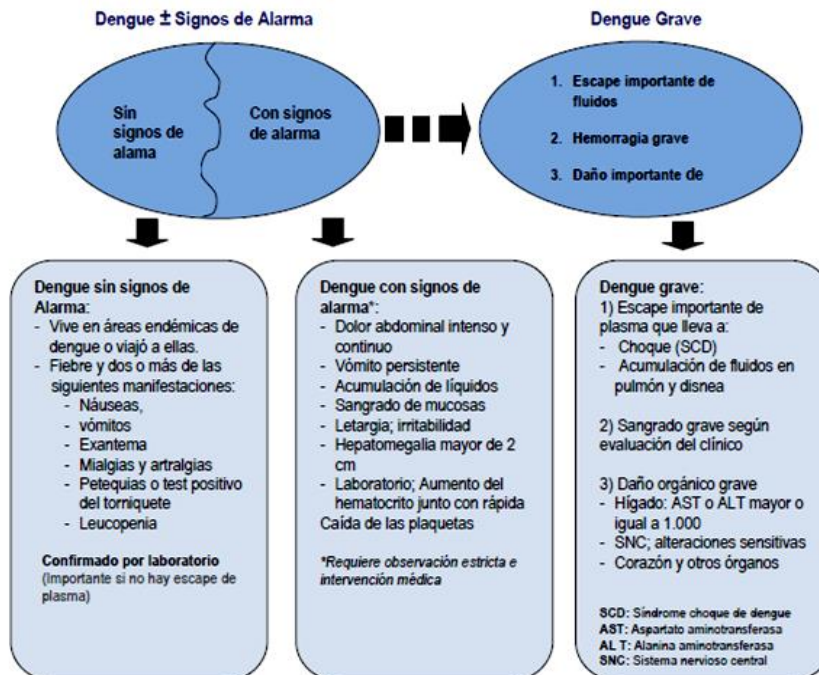 Dengue ± Signos de Alarma
Dengue Grave
Sin
signos de
alama
Con signos
de alarma
1. Escape importante de
fluidos
2. Hemorragia grave
3. Daño importante de
Dengue sin signos de
Alarma:
- Vive en áreas endémicas de
dengue o viajó a ellas.
- Fiebre y dos o más de las
siguientes manifestaciones:
- Náuseas,
- vómitos
- Exantema
- Mialgias y artralgias
- Petequias o test positivo
del torniquete
- Leucopenia
Confirmado por laboratorio
(Importante si no hay escape de
plasma)
Dengue con signos de
alarma*:
- Dolor abdominal intenso y
continuo
- Vómito persistente
- Acumulación de líquidos
- Sangrado de mucosas
- Letargia; irritabilidad
- Hepatomegalia mayor de 2
cm
- Laboratorio; Aumento del
hematocrito junto con rápida
Caída de las plaquetas
*Requiere observación estricta e
intervención médica
Dengue grave:
1) Escape importante de
plasma que lleva a:
- Choque (SCD)
- Acumulación de fluidos en
pulmón y disnea
2) Sangrado grave según
evaluación del clínico
3) Daño orgánico grave
- Hígado: AST o ALT mayor o
igual a 1.000
- SNC; alteraciones sensitivas
- Corazón y otros órganos
SCD: Síndrome choque de dengue
AST: Aspartato aminotransferasa
AL T: Alanina aminotransferasa
SNC: Sistema nervioso central